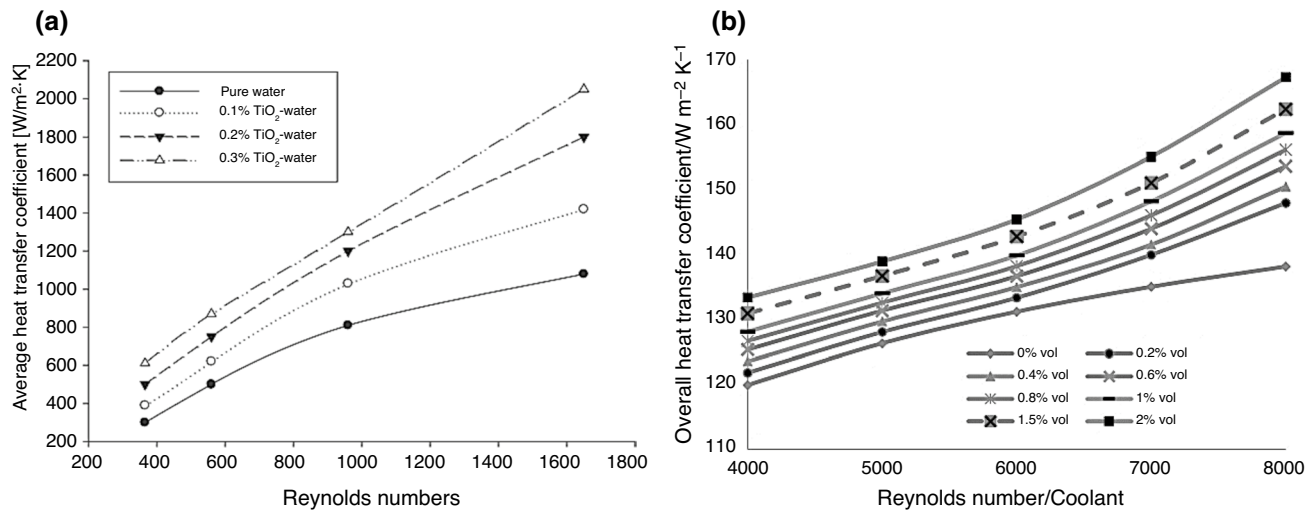 (a)
Average heat transfer coefficient [W/m²·K]
2200
2000
1800
1600
1400
1200
1000
800
600
400
200
Pure water
0.1% TiO₂-water
0.2% TiO₂-water
0.3% TiO₂-water
200 400 600 800 1000 1200 1400 1600 1800
Reynolds numbers
(b)
Overall heat transfer coefficient/W m⁻² K⁻¹
170
160
150
140
130
120
110
0% vol 0.2% vol
0.4% vol 0.6% vol
0.8% vol 1% vol
1.5% vol 2% vol
4000 5000 6000 7000 8000
Reynolds number/Coolant